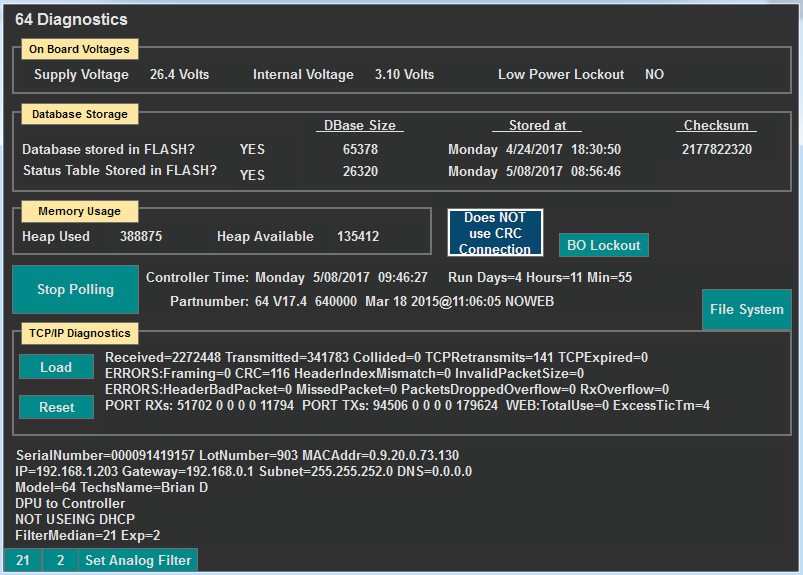 64 Diagnostics
On Board Voltages
Supply Voltage 26.4 Volts Internal Voltage 3.10 Volts Low Power Lockout NO
Database Storage
DBase Size Stored at Checksum
Database stored in FLASH? YES 65378 Monday 4/24/2017 18:30:50 2177822320
Status Table Stored in FLASH? YES 26320 Monday 5/08/2017 08:56:46
Memory Usage
Heap Used 388875 Heap Available 135412
Does NOT
use CRC
Connection
BO Lockout
Stop Polling
Controller Time: Monday 5/08/2017 09:46:27 Run Days=4 Hours=11 Min=55
Partnumber: 64 V17.4 640000 Mar 18 2015@11:06:05 NOWEB
File System
TCP/IP Diagnostics
Load
Reset
Received=2272448 Transmitted=341783 Collided=0 TCPRetransmits=141 TCPExpired=0
ERRORS:Framing=0 CRC=116 HeaderIndexMismatch=0 InvalidPacketSize=0
ERRORS:HeaderBadPacket=0 MissedPacket=0 PacketsDroppedOverflow=0 RxOverflow=0
PORT RXs: 51702 0 0 0 0 11794 PORT TXs: 94506 0 0 0 0 179624 WEB:TotalUse=0 ExcessTicTm=4
SerialNumber=000091419157 LotNumber=903 MACAddr=0.9.20.0.73.130
IP=192.168.1.203 Gateway=192.168.0.1 Subnet=255.255.252.0 DNS=0.0.0.0
Model=64 TechsName=Brian D
DPU to Controller
NOT USEING DHCP
FilterMedian=21 Exp=2
21 2 Set Analog Filter